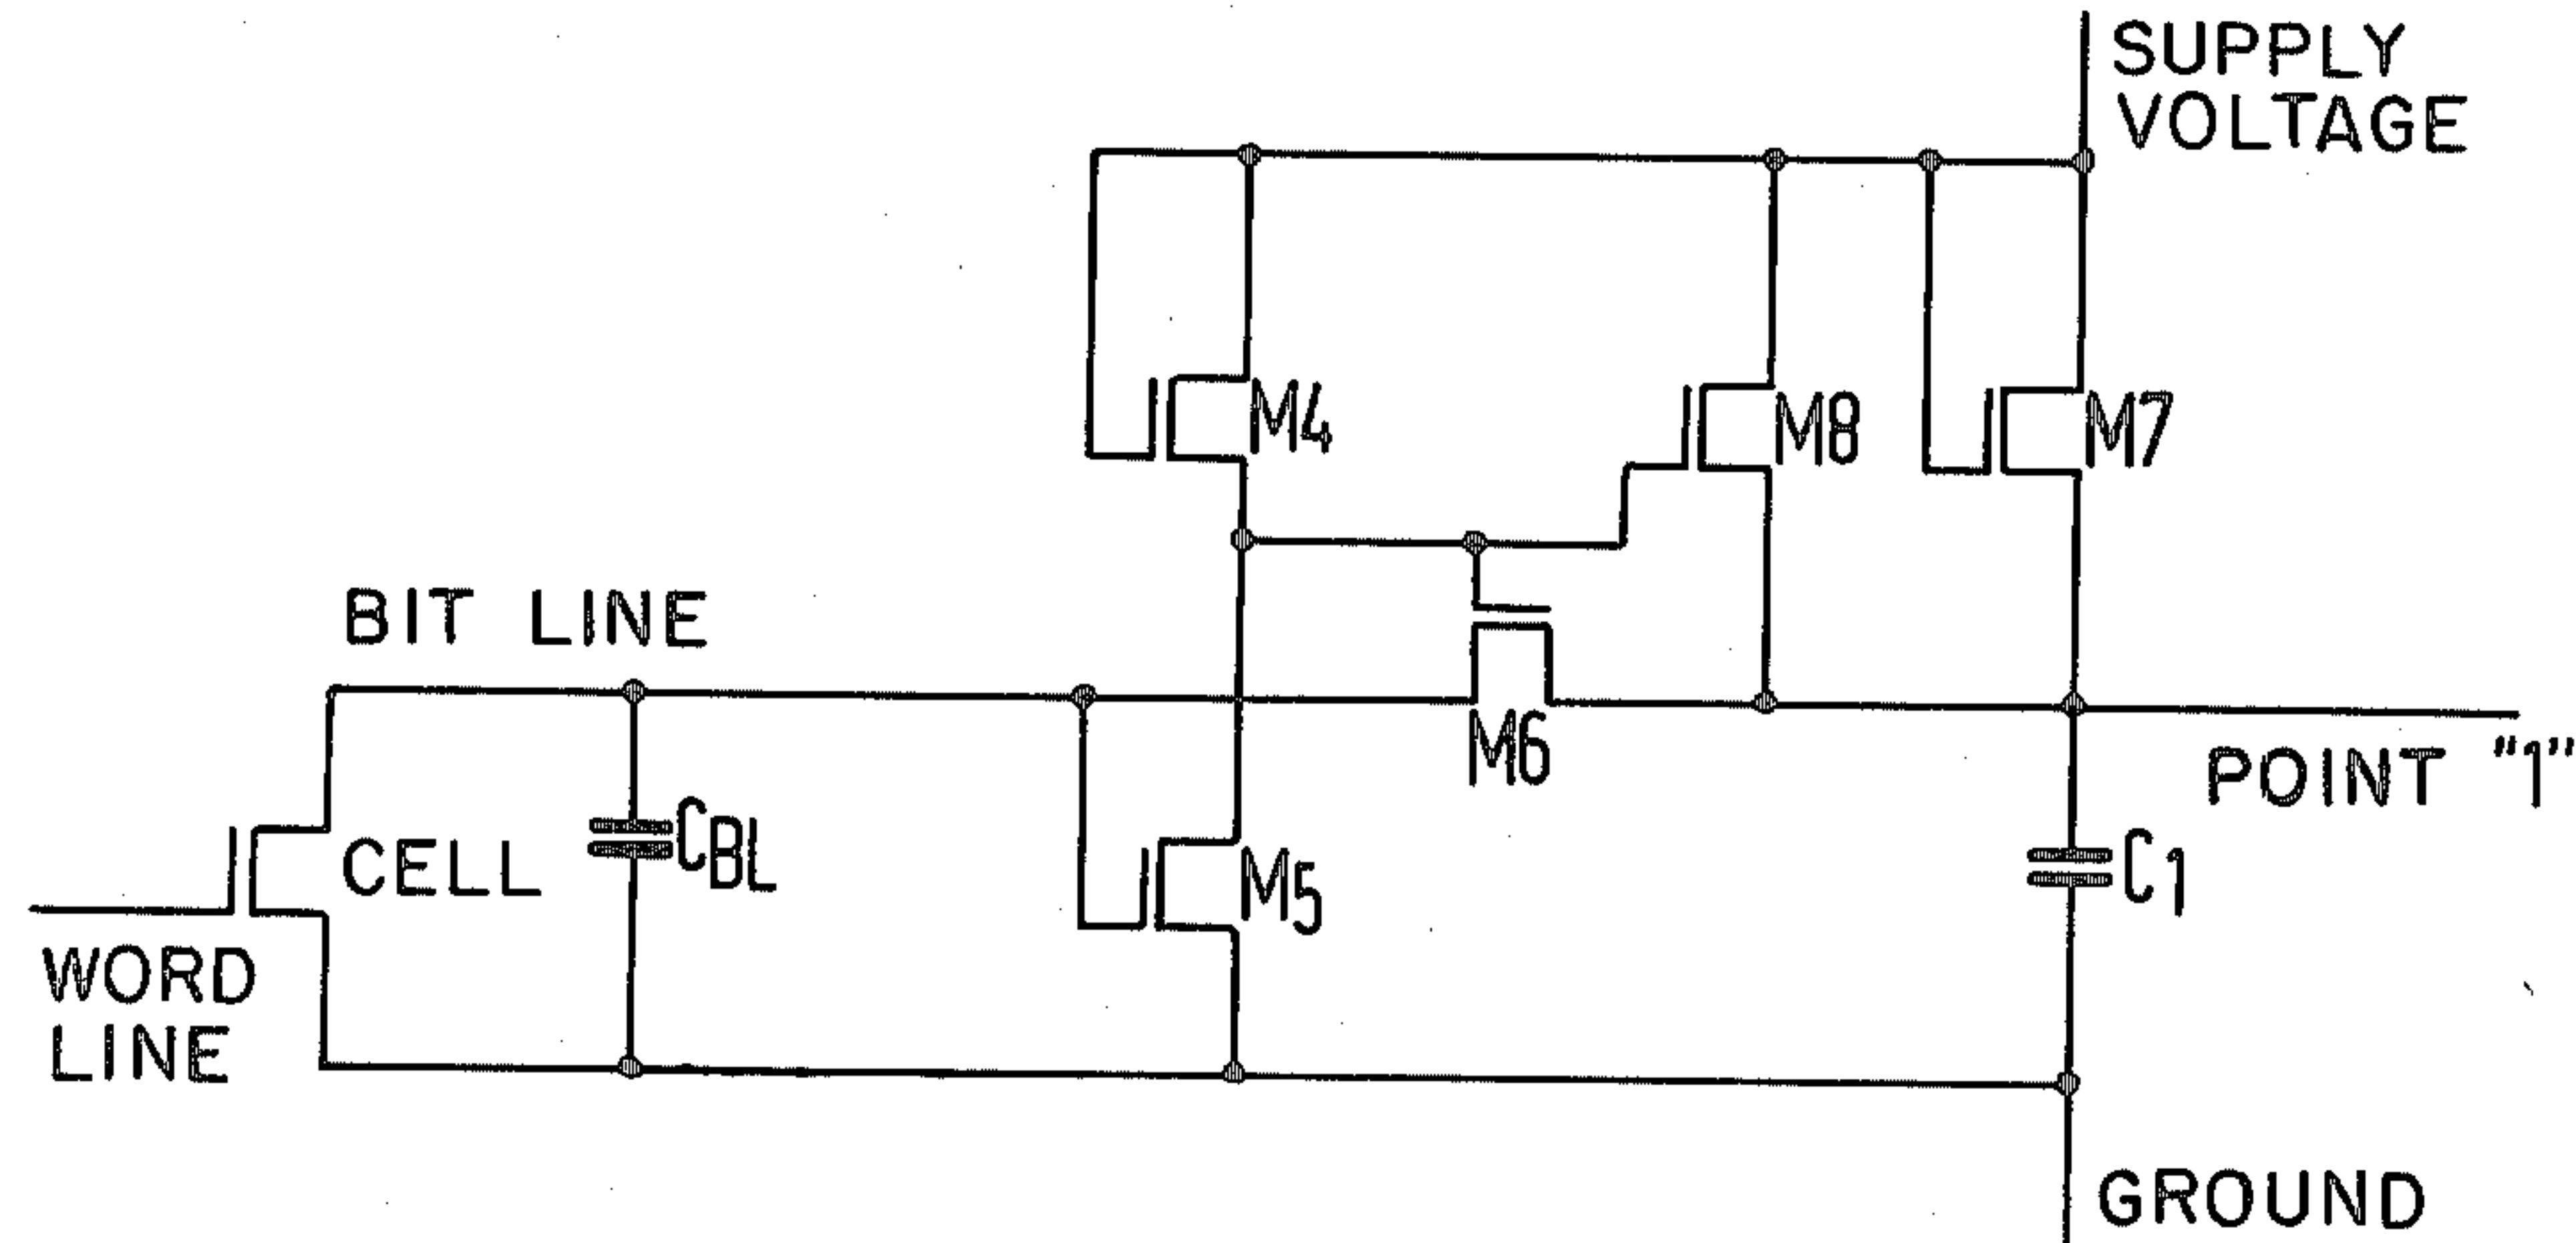 SUPPLY
VOLTAGE
M4
M8
M7
BIT LINE
M6
POINT "1"
CELL
CBL
M5
C1
WORD
LINE
GROUND